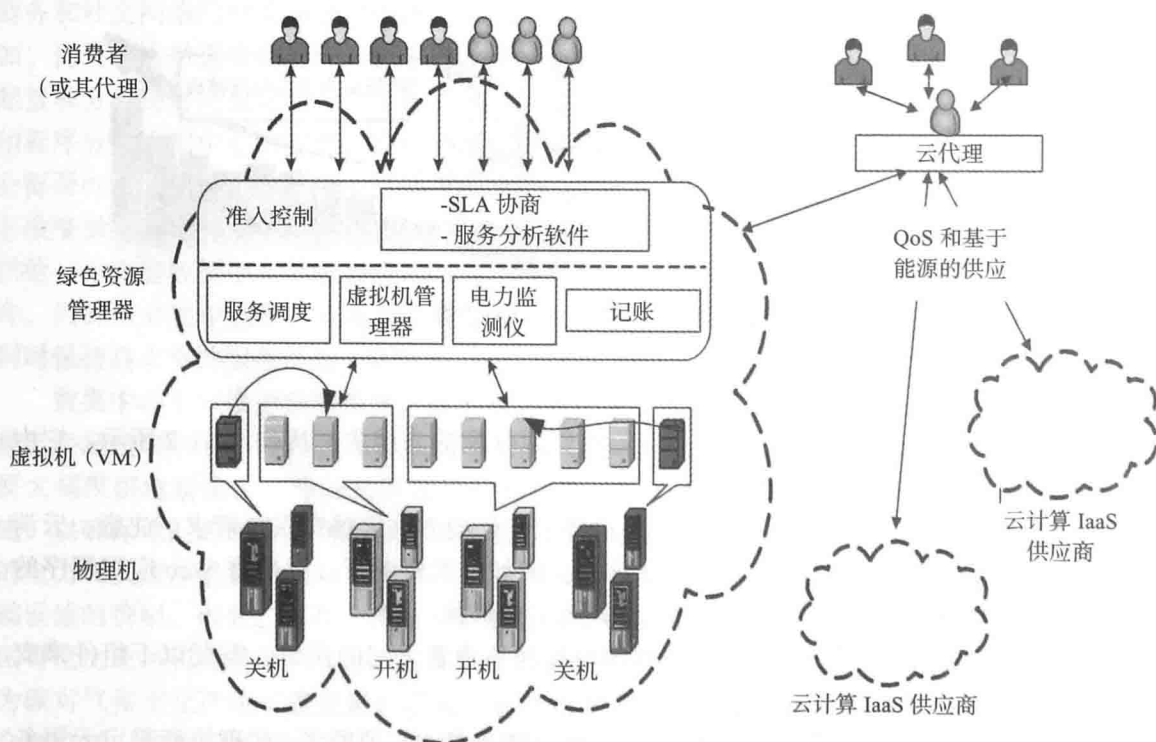 消费者
（或其代理）
云代理
准入控制
-SLA 协商
- 服务分析软件
QoS 和基于
能源的供应
绿色资源
管理器
服务调度
虚拟机管
理器
电力监
测仪
记账
虚拟机（VM）
云计算 IaaS
供应商
物理机
关机
开机
开机
关机
云计算 IaaS 供应商